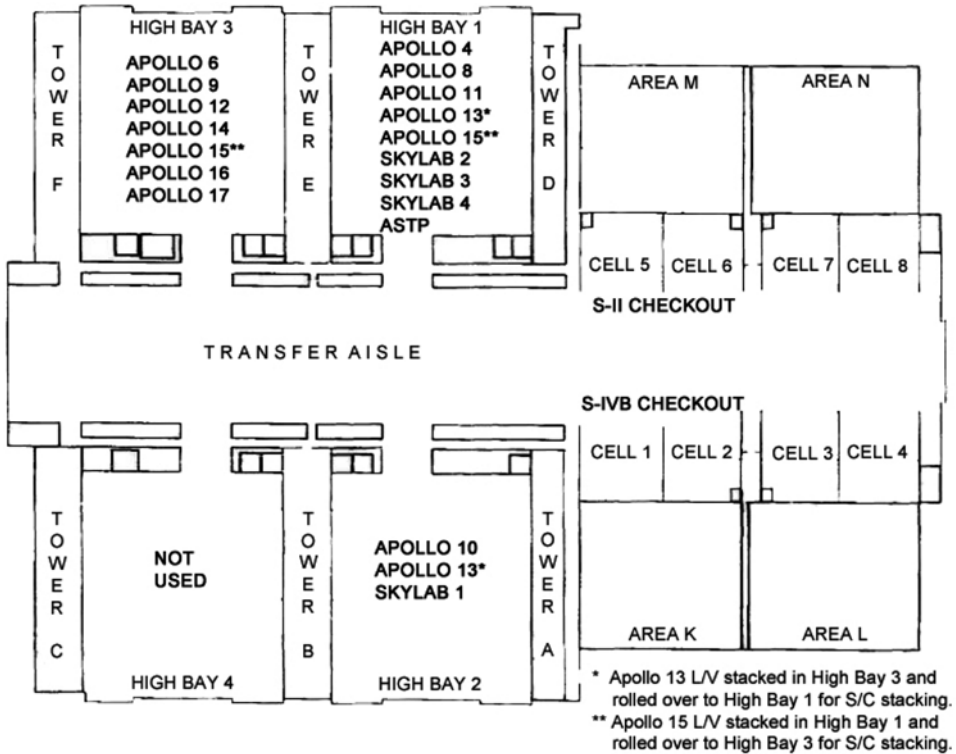 HIGH BAY 3
APOLLO 6
APOLLO 9
APOLLO 12
APOLLO 14
APOLLO 15**
APOLLO 16
APOLLO 17
HIGH BAY 1
APOLLO 4
APOLLO 8
APOLLO 11
APOLLO 13*
APOLLO 15**
SKYLAB 2
SKYLAB 3
SKYLAB 4
ASTP
TOWER F
TOWER E
TOWER D
AREA M
AREA N
CELL 5
CELL 6
CELL 7
CELL 8
S-II CHECKOUT
TRANSFER AISLE
S-IVB CHECKOUT
CELL 1
CELL 2
CELL 3
CELL 4
TOWER C
TOWER B
TOWER A
NOT
USED
HIGH BAY 4
APOLLO 10
APOLLO 13*
SKYLAB 1
HIGH BAY 2
AREA K
AREA L
* Apollo 13 L/V stacked in High Bay 3 and
rolled over to High Bay 1 for S/C stacking.
** Apollo 15 L/V stacked in High Bay 1 and
rolled over to High Bay 3 for S/C stacking.